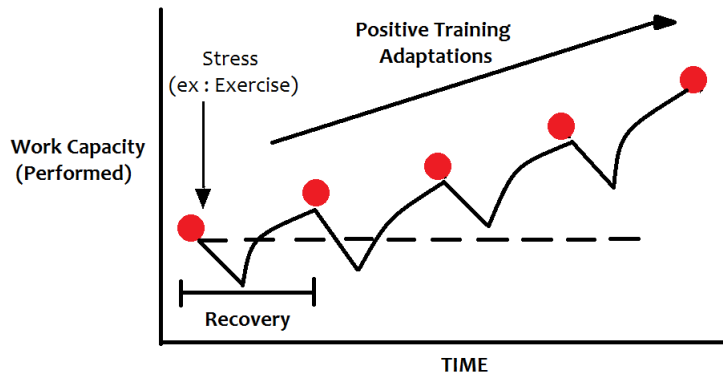 Positive Training
Adaptations
Stress
(ex : Exercise)
Work Capacity
(Performed)
Recovery
TIME